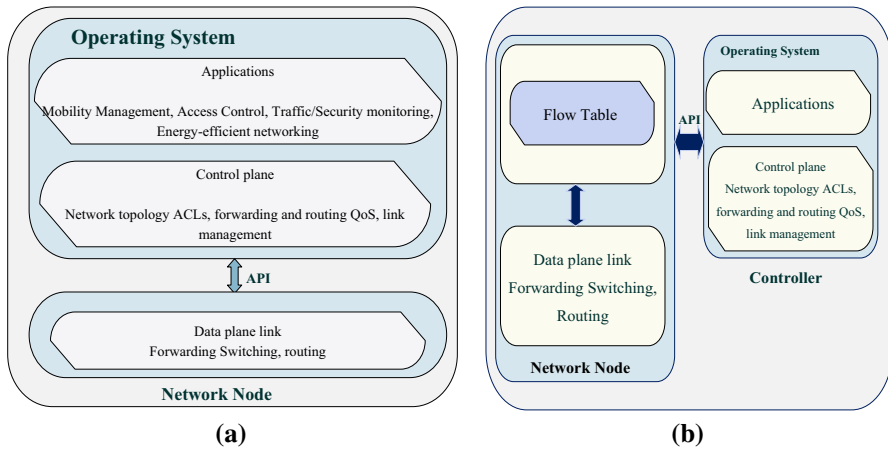 Operating System
Applications
Mobility Management, Access Control, Traffic/Security monitoring,
Energy-efficient networking
Control plane
Network topology ACLs, forwarding and routing QoS, link
management
API
Data plane link
Forwarding Switching, routing
Network Node
(a)
Flow Table
Data plane link
Forwarding Switching,
Routing
Network Node
API
Operating System
Applications
Control plane
Network topology ACLs,
forwarding and routing QoS,
link management
Controller
(b)